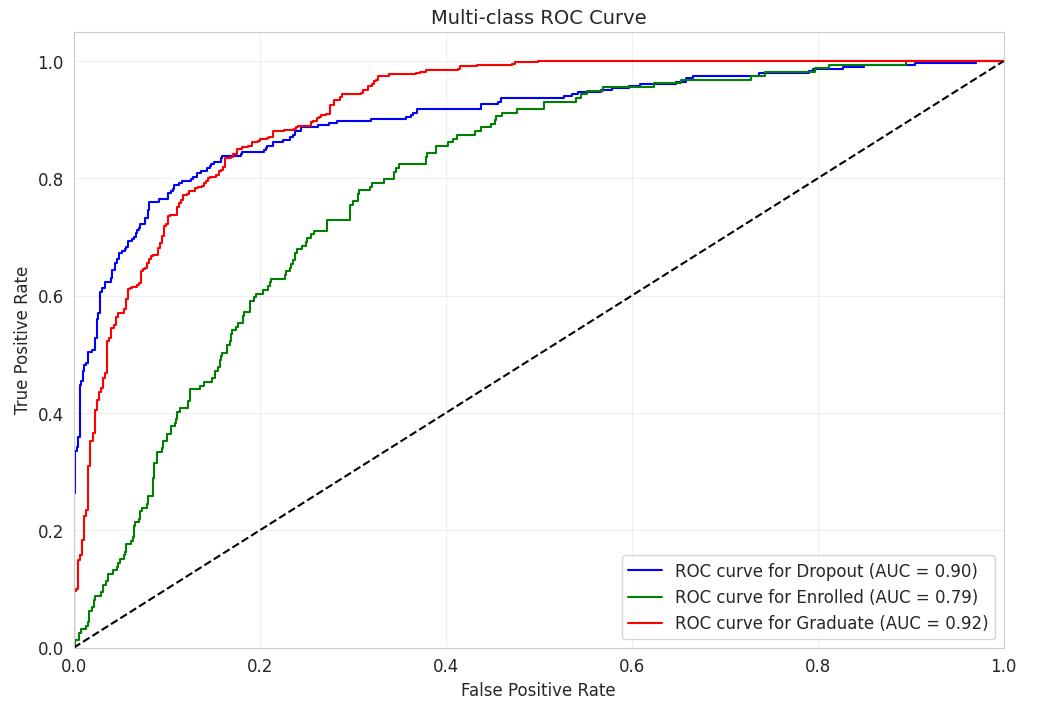 Multi-class ROC Curve
True Positive Rate
1.0
0.8
0.6
0.4
0.2
0.0
0.0 0.2 0.4 0.6 0.8 1.0
False Positive Rate
ROC curve for Dropout (AUC = 0.90)
ROC curve for Enrolled (AUC = 0.79)
ROC curve for Graduate (AUC = 0.92)